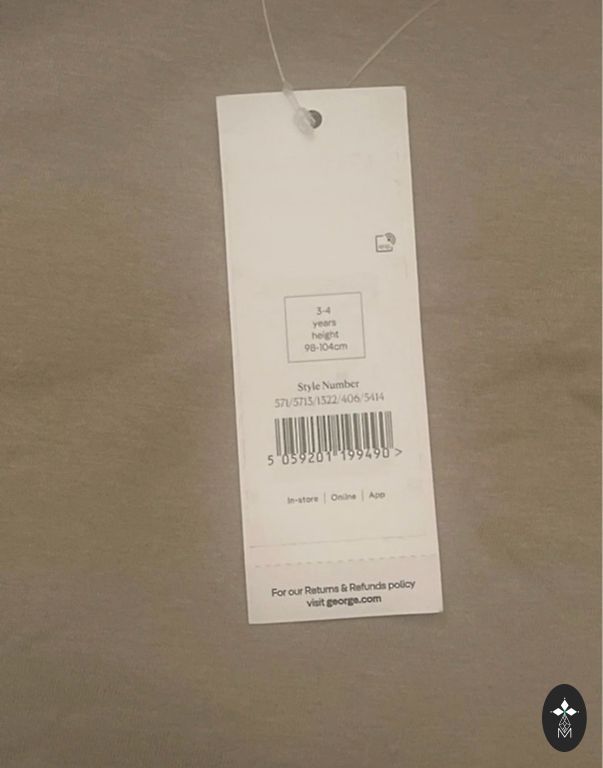 3-4
years
height
98-104cm
Style Number
571/5713/1322/406/5414
5 059201 199490 >
In-store | Online | App
For our Returns & Refunds policy
visit george.com